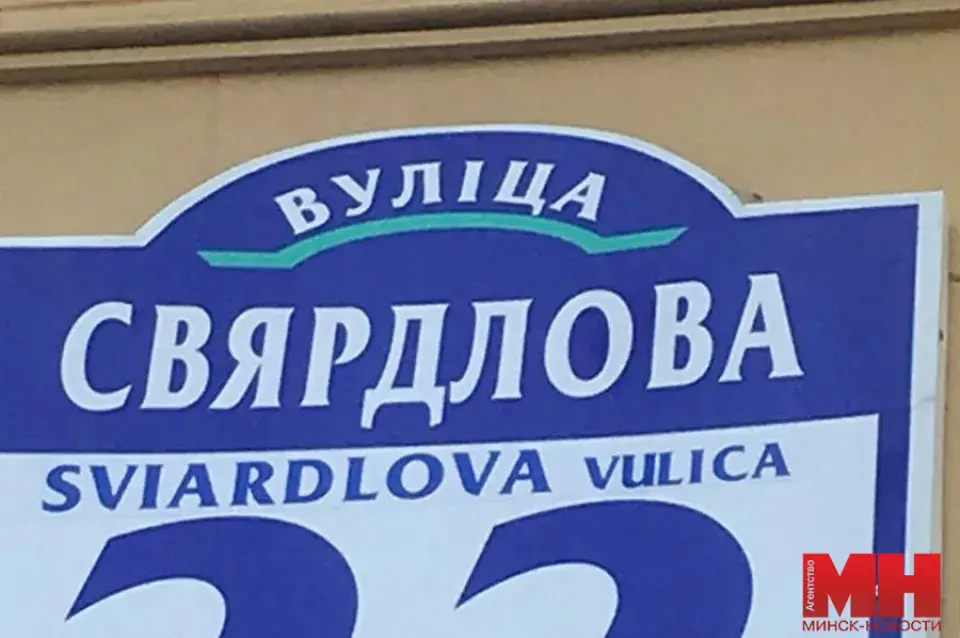 ВУЛІЦА
СВЯРДЛОВА
SVIARDLOVA VULICA
Агентство
МН
МИНСК-НОВОСТИ